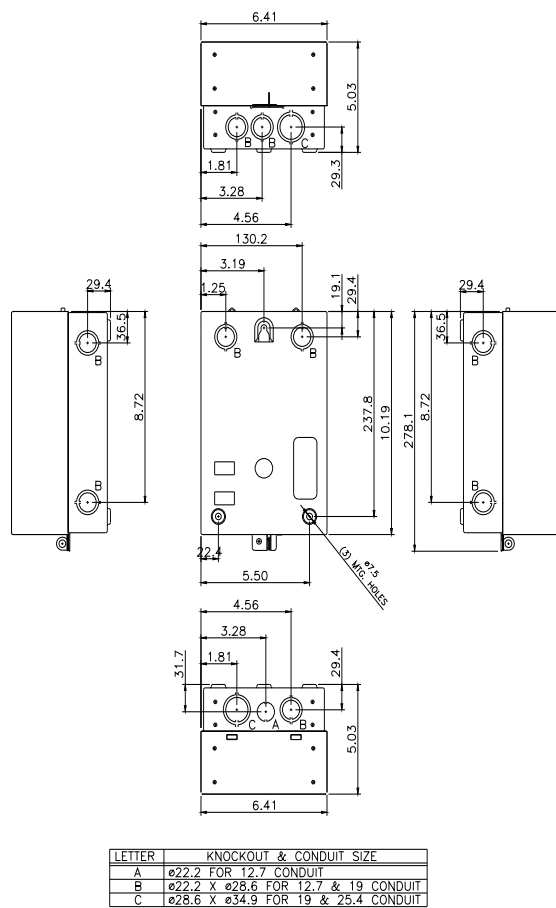 6.41
5.03
B B C
29.3
1.81
3.28
4.56
130.2
3.19
1.25
19.1
29.4
B
B
237.8
10.19
22.4
5.50
ø7.5
(3) MTG. HOLES
29.4
36.5
B
8.72
B
29.4
36.5
B
8.72
278.1
B
4.56
3.28
1.81
31.7
29.4
C A B
5.03
6.41
LETTER KNOCKOUT & CONDUIT SIZE
A ø22.2 FOR 12.7 CONDUIT
B ø22.2 X ø28.6 FOR 12.7 & 19 CONDUIT
C ø28.6 X ø34.9 FOR 19 & 25.4 CONDUIT